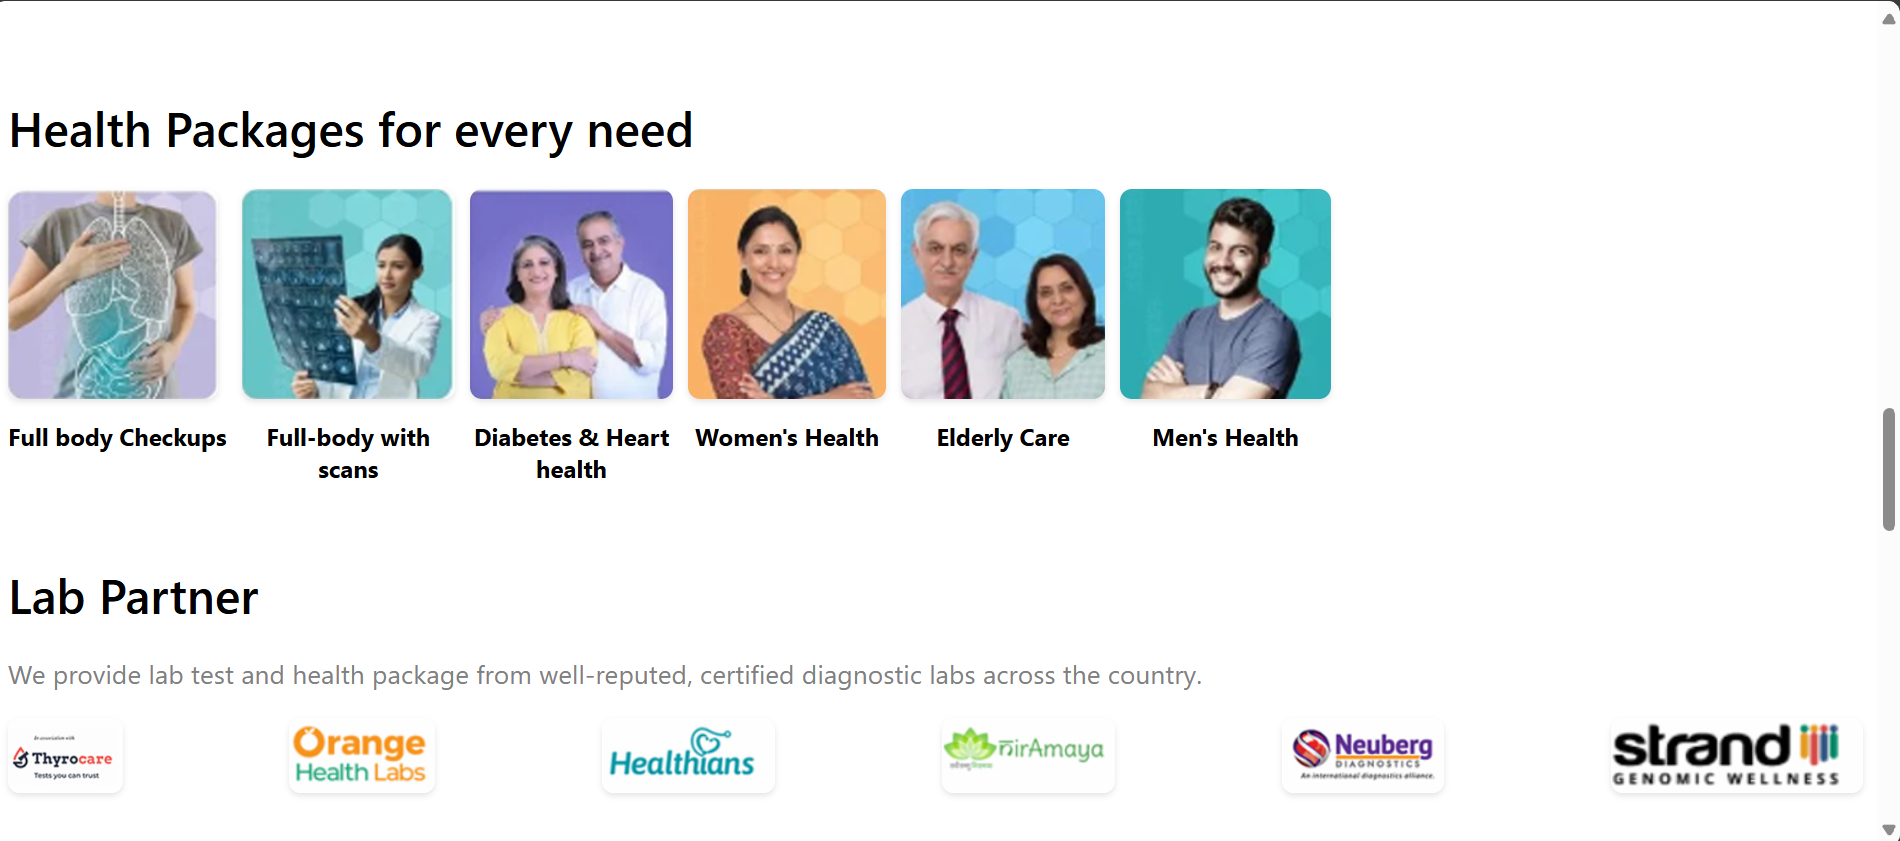 Health Packages for every need
Full body Checkups
Full-body with
scans
Diabetes & Heart
health
Women's Health
Elderly Care
Men's Health
Lab Partner
We provide lab test and health package from well-reputed, certified diagnostic labs across the country.
In association with
Thyrocare
Tests you can trust
Orange
Health Labs
Healthians
nirAmaya
Neuberg
DIAGNOSTICS
An international diagnostics alliance.
strand
GENOMIC WELLNESS